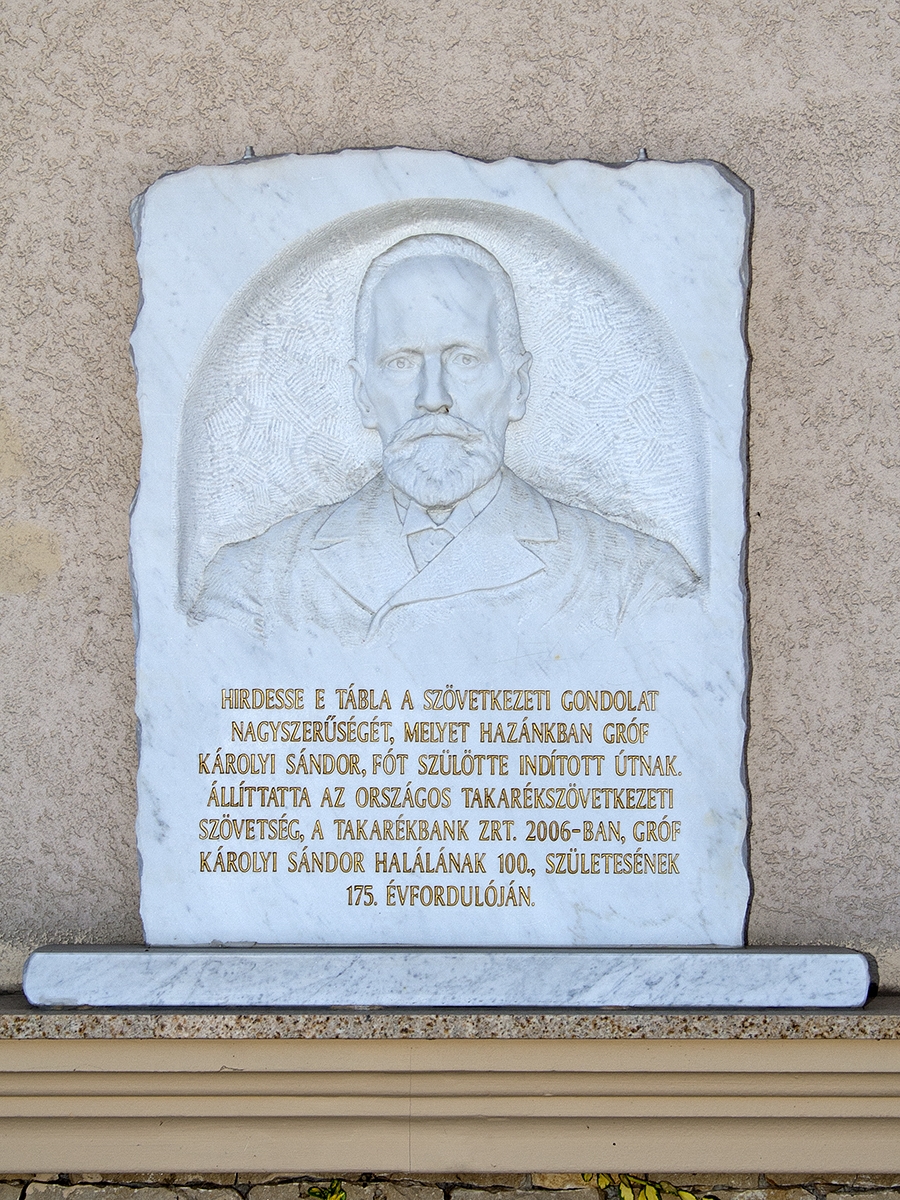 HIRDESSE E TÁBLA A SZÖVETKEZETI GONDOLAT
NAGYSZERŰSÉGÉT, MELYET HAZÁNKBAN GRÓF
KÁROLYI SÁNDOR, FÓT SZÜLÖTTE INDÍTOTT ÚTNAK.
ÁLLÍTTATTA AZ ORSZÁGOS TAKARÉKSZÖVETKEZETI
SZÖVETSÉG, A TAKARÉKBANK ZRT. 2006-BAN, GRÓF
KÁROLYI SÁNDOR HALÁLÁNAK 100., SZÜLETESÉNEK
175. ÉVFORDULÓJÁN.